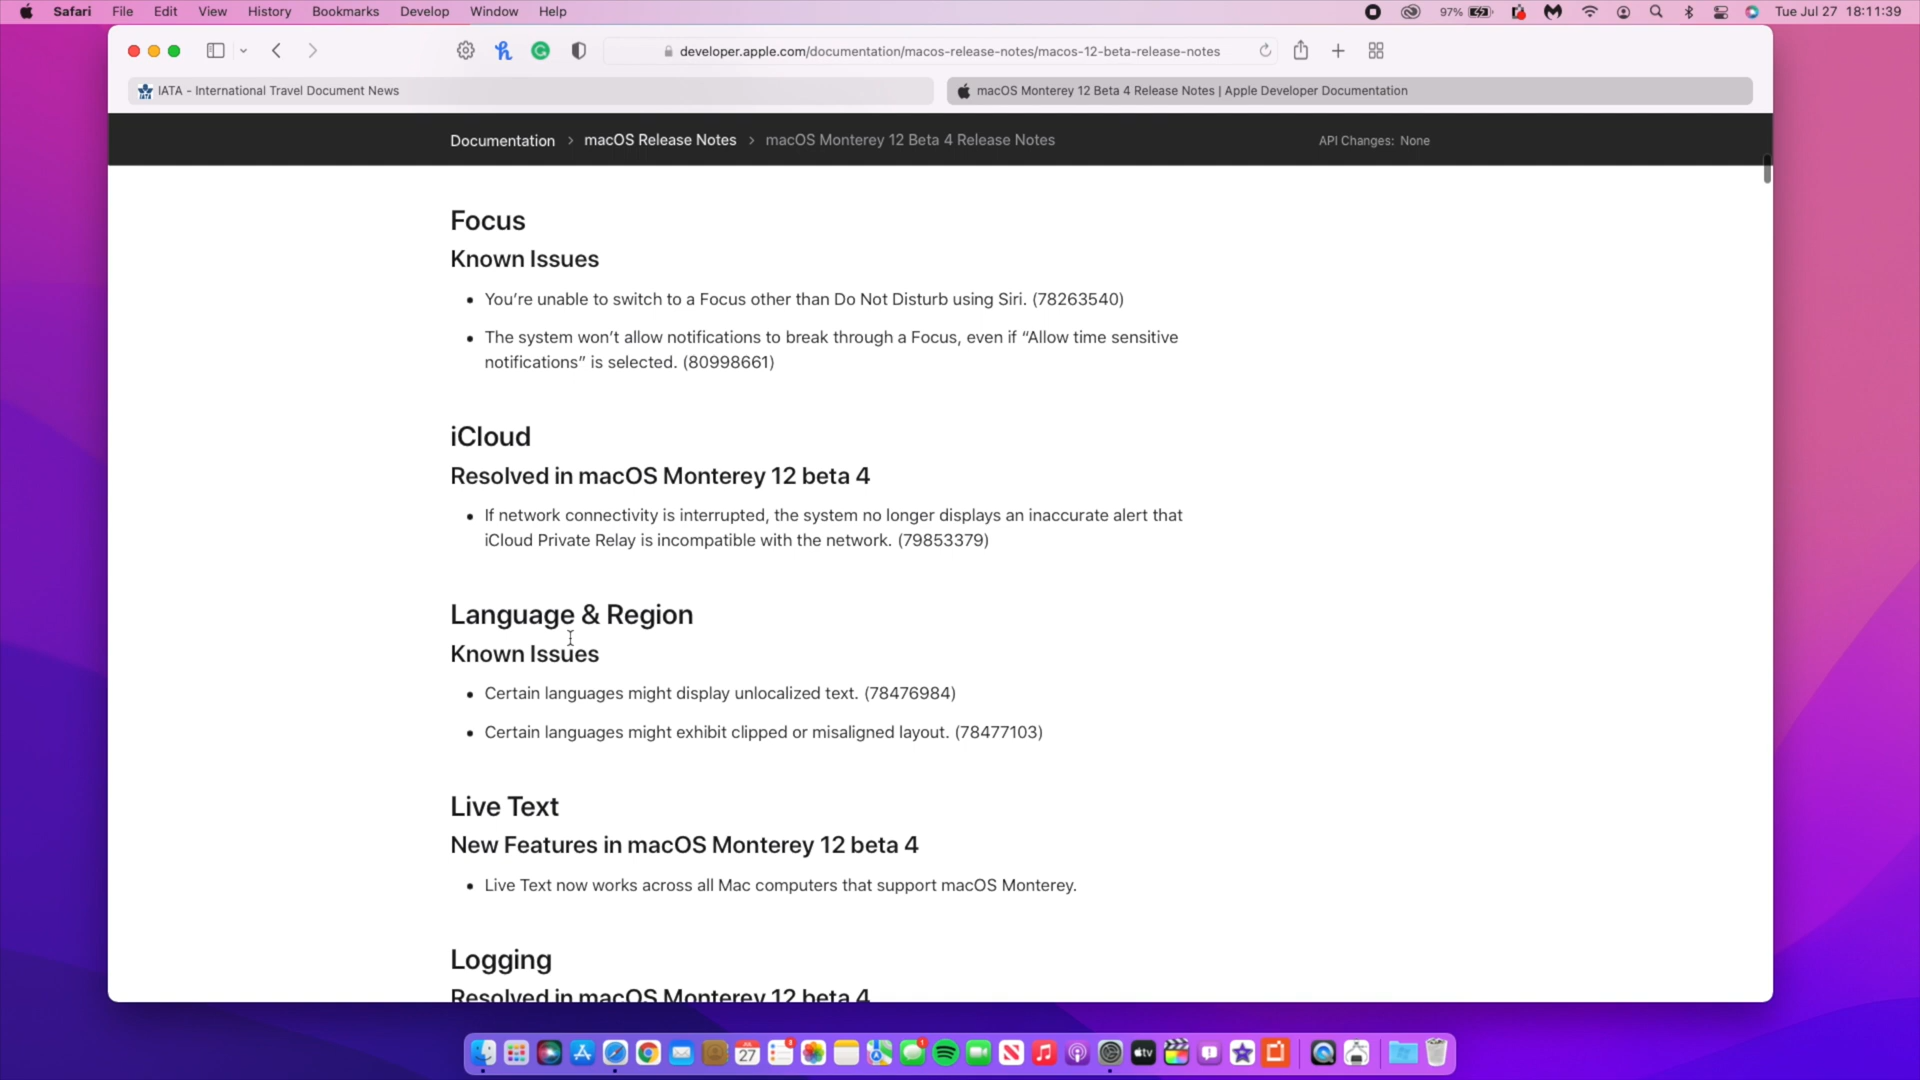 Safari File Edit View History Bookmarks Develop Window Help 97% Tue Jul 27 18:11:39
developer.apple.com/documentation/macos-release-notes/macos-12-beta-release-notes
IATA - International Travel Document News
macOS Monterey 12 Beta 4 Release Notes | Apple Developer Documentation
Documentation > macOS Release Notes > macOS Monterey 12 Beta 4 Release Notes API Changes: None
Focus
Known Issues
• You’re unable to switch to a Focus other than Do Not Disturb using Siri. (78263540)
• The system won’t allow notifications to break through a Focus, even if “Allow time sensitive
notifications” is selected. (80998661)
iCloud
Resolved in macOS Monterey 12 beta 4
• If network connectivity is interrupted, the system no longer displays an inaccurate alert that
iCloud Private Relay is incompatible with the network. (79853379)
Language & Region
Known Issues
• Certain languages might display unlocalized text. (78476984)
• Certain languages might exhibit clipped or misaligned layout. (78477103)
Live Text
New Features in macOS Monterey 12 beta 4
• Live Text now works across all Mac computers that support macOS Monterey.
Logging
Resolved in macOS Monterey 12 beta 4
27
tv